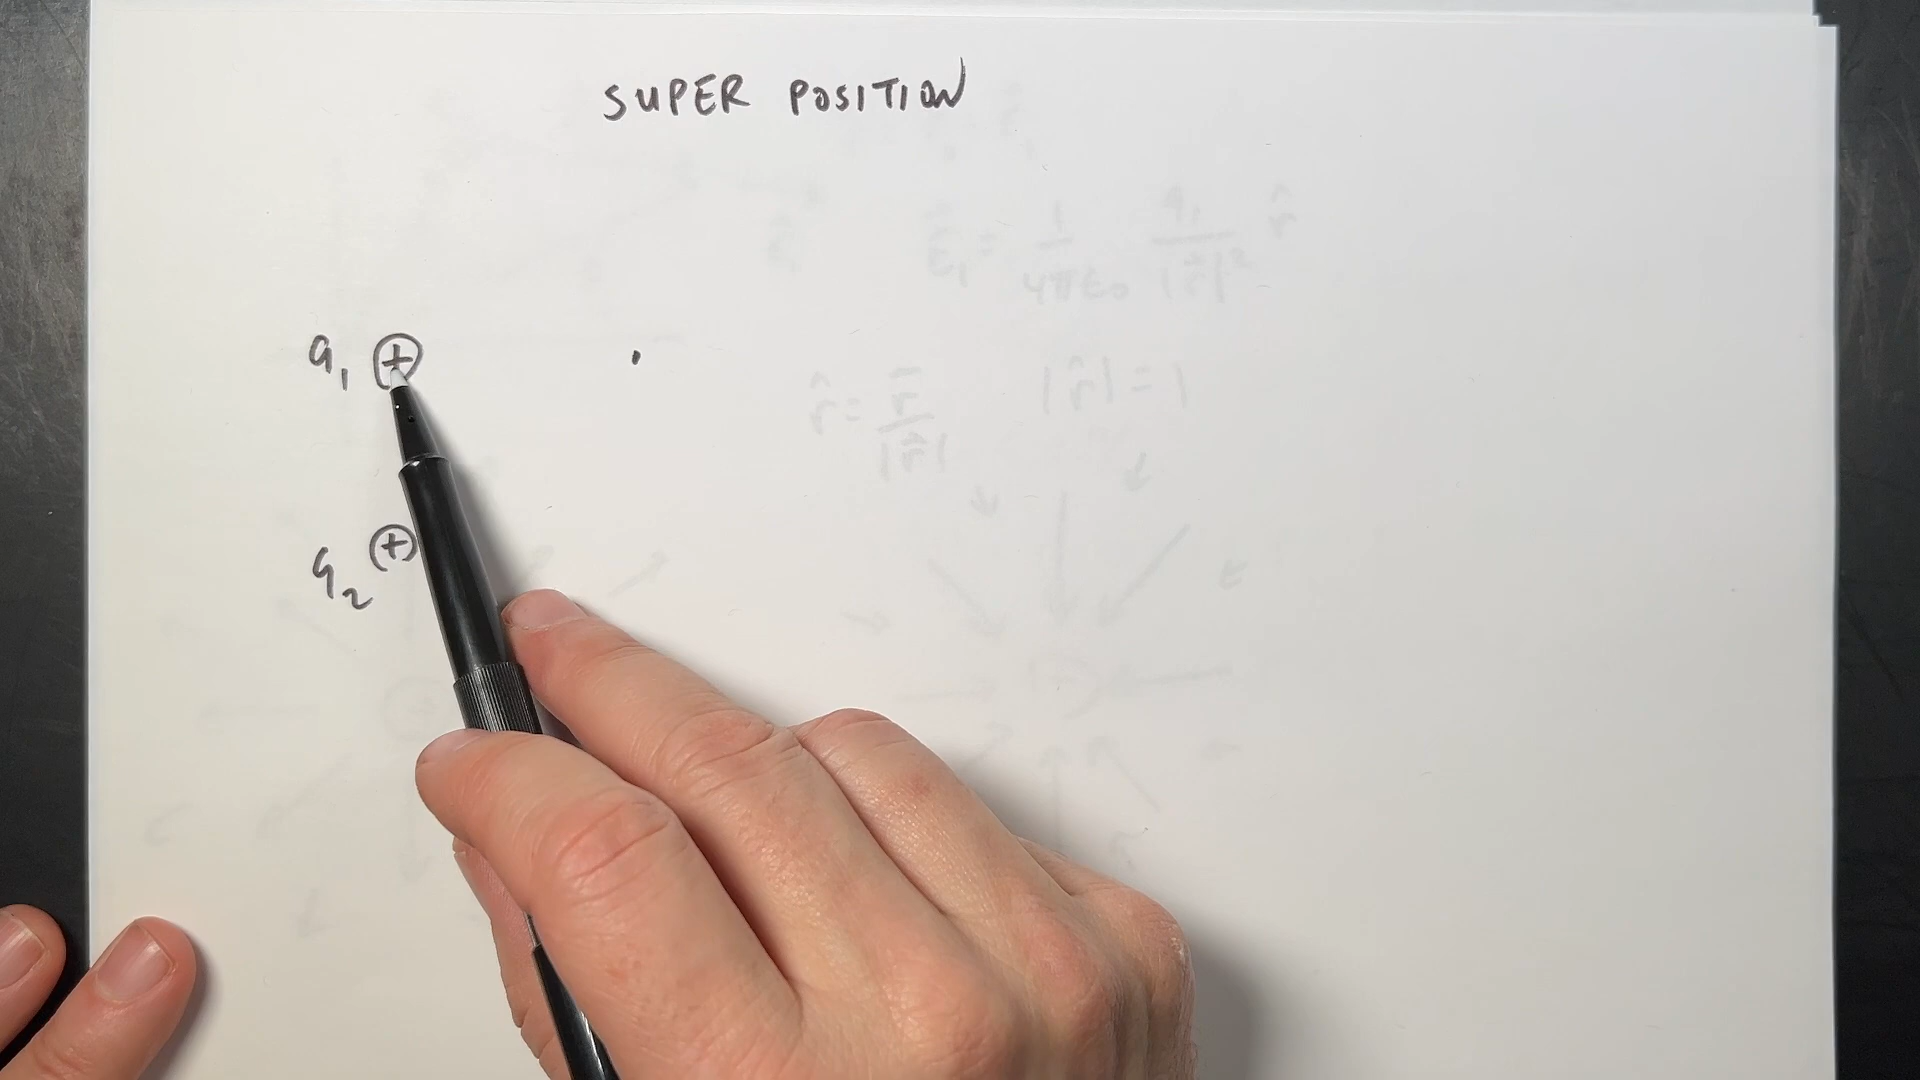 SUPER POSITION
q1 +
q2 +